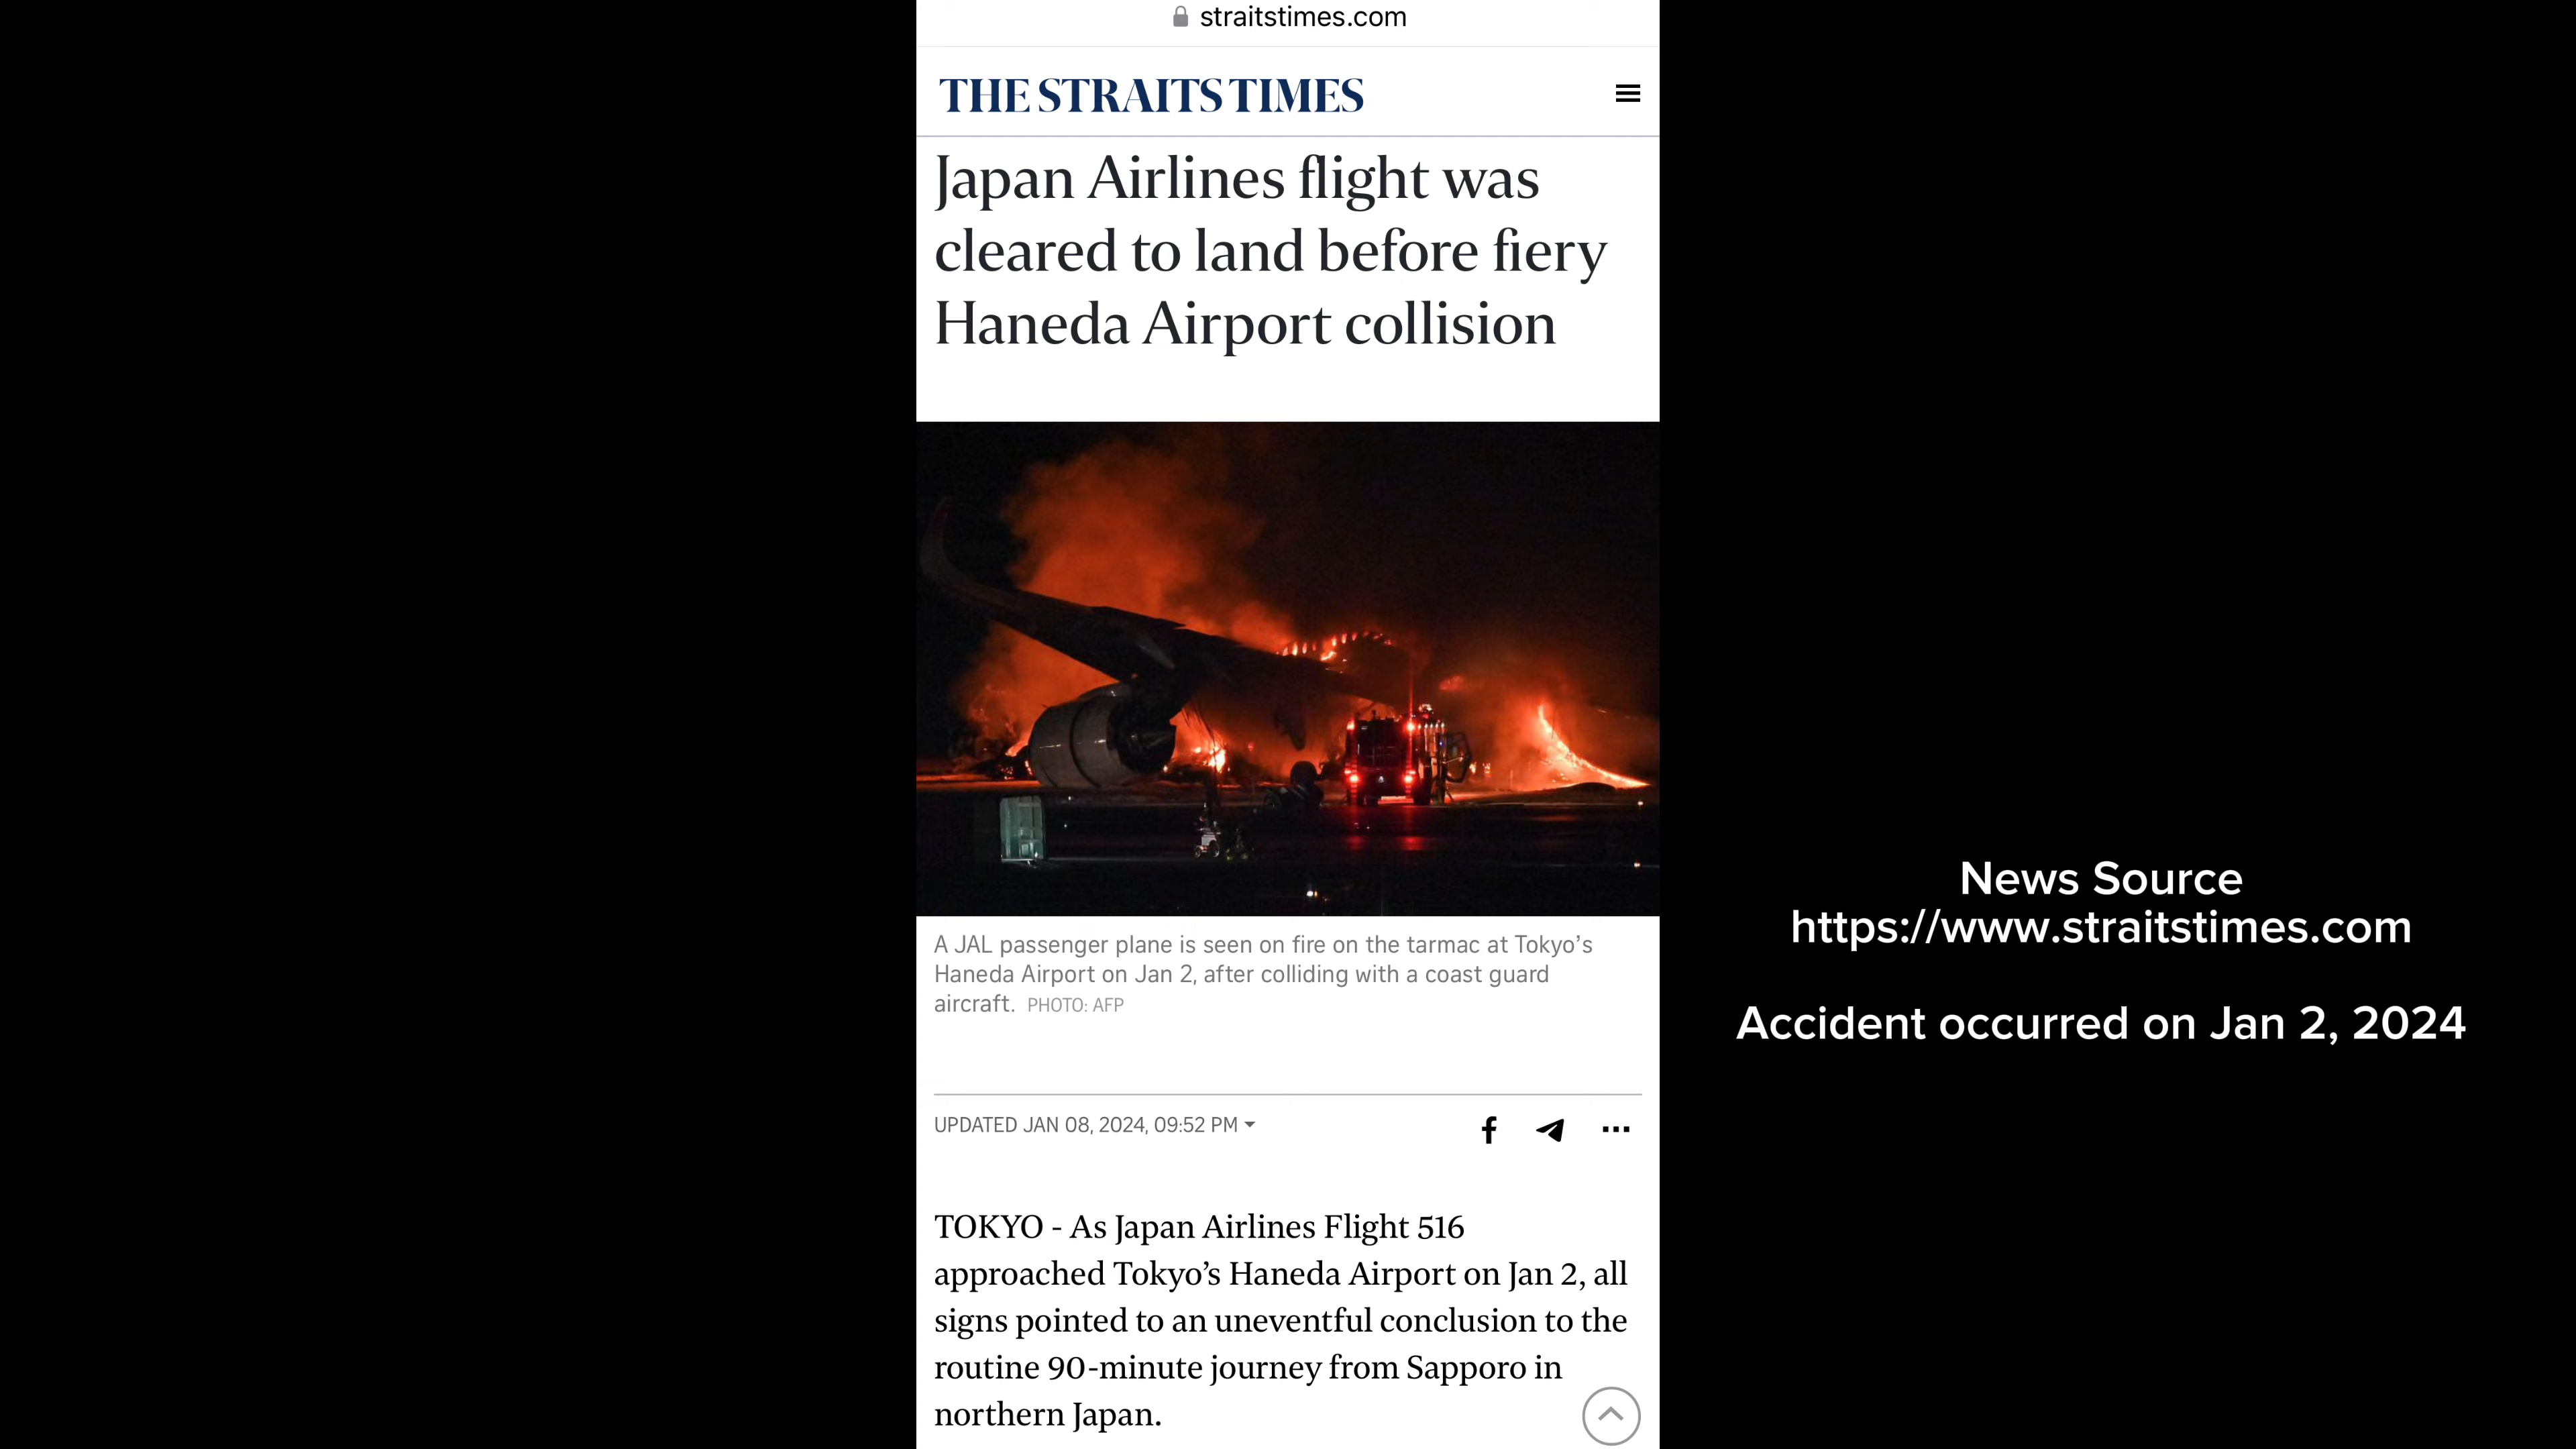 straitstimes.com
THE STRAITS TIMES
Japan Airlines flight was
cleared to land before fiery
Haneda Airport collision
A JAL passenger plane is seen on fire on the tarmac at Tokyo’s
Haneda Airport on Jan 2, after colliding with a coast guard
aircraft. PHOTO: AFP
UPDATED JAN 08, 2024, 09:52 PM
TOKYO - As Japan Airlines Flight 516
approached Tokyo’s Haneda Airport on Jan 2, all
signs pointed to an uneventful conclusion to the
routine 90-minute journey from Sapporo in
northern Japan.
News Source
https://www.straitstimes.com
Accident occurred on Jan 2, 2024